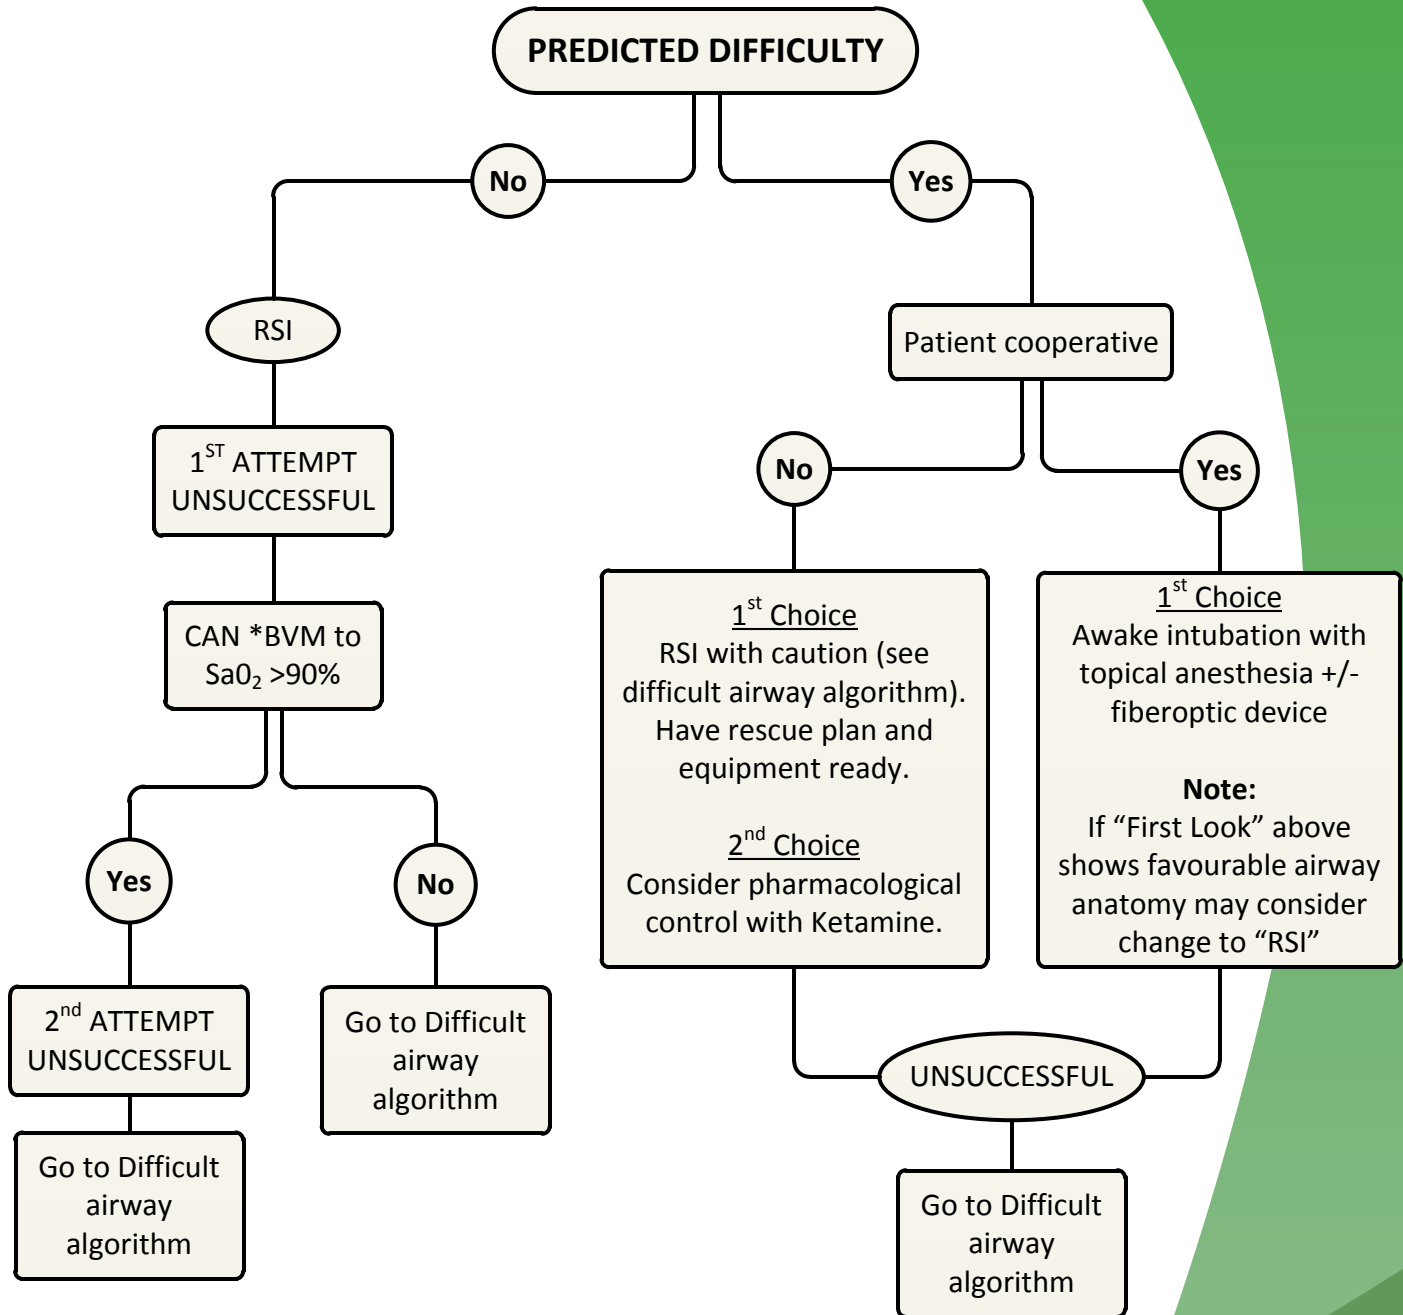 PREDICTED DIFFICULTY
No
Yes
RSI
Patient cooperative
1ST ATTEMPT
UNSUCCESSFUL
No
Yes
CAN *BVM to
Sa0₂ >90%
1st Choice
RSI with caution (see
difficult airway algorithm).
Have rescue plan and
equipment ready.
2nd Choice
Consider pharmacological
control with Ketamine.
1st Choice
Awake intubation with
topical anesthesia +/-
fiberoptic device
Note:
If “First Look” above
shows favourable airway
anatomy may consider
change to “RSI”
Yes
No
2nd ATTEMPT
UNSUCCESSFUL
Go to Difficult
airway
algorithm
UNSUCCESSFUL
Go to Difficult
airway
algorithm
Go to Difficult
airway
algorithm